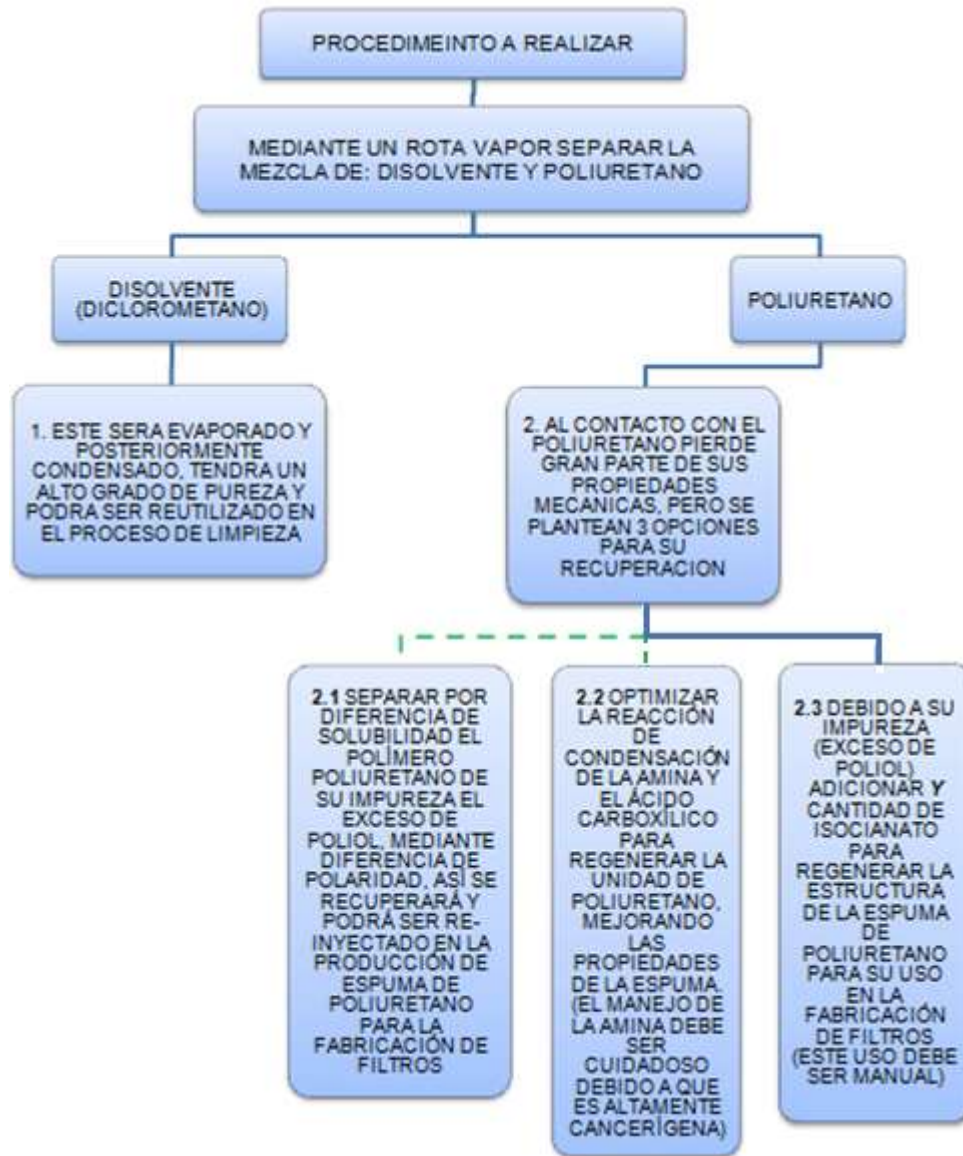 PROCEDIMEINTO A REALIZAR
MEDIANTE UN ROTA VAPOR SEPARAR LA
MEZCLA DE: DISOLVENTE Y POLIURETANO
DISOLVENTE
(DICLOROMETANO)
POLIURETANO
1. ESTE SERA EVAPORADO Y
POSTERIORMENTE
CONDENSADO, TENDRA UN
ALTO GRADO DE PUREZA Y
PODRA SER REUTILIZADO EN
EL PROCESO DE LIMPIEZA
2. AL CONTACTO CON EL
POLIURETANO PIERDE
GRAN PARTE DE SUS
PROPIEDADES
MECANICAS, PERO SE
PLANTEAN 3 OPCIONES
PARA SU
RECUPERACION
2.1 SEPARAR POR
DIFERENCIA DE
SOLUBILIDAD EL
POLÍMERO
POLIURETANO DE
SU IMPUREZA EL
EXCESO DE
POLIOL, MEDIANTE
DIFERENCIA DE
POLARIDAD, ASÍ SE
RECUPERARÁ Y
PODRÁ SER RE-
INYECTADO EN LA
PRODUCCIÓN DE
ESPUMA DE
POLIURETANO
PARA LA
FABRICACIÓN DE
FILTROS
2.2 OPTIMIZAR
LA REACCIÓN
DE
CONDENSACIÓN
DE LA AMINA Y
EL ÁCIDO
CARBOXÍLICO
PARA
REGENERAR LA
UNIDAD DE
POLIURETANO,
MEJORANDO
LAS
PROPIEDADES
DE LA ESPUMA.
(EL MANEJO DE
LA AMINA DEBE
SER
CUIDADOSO
DEBIDO A QUE
ES ALTAMENTE
CANCERÍGENA)
2.3 DEBIDO A SU
IMPUREZA
(EXCESO DE
POLIOL)
ADICIONAR Y
CANTIDAD DE
ISOCIANATO
PARA
REGENERAR LA
ESTRUCTURA
DE LA ESPUMA
DE
POLIURETANO
PARA SU USO
EN LA
FABRICACIÓN
DE FILTROS
(ESTE USO DEBE
SER MANUAL)